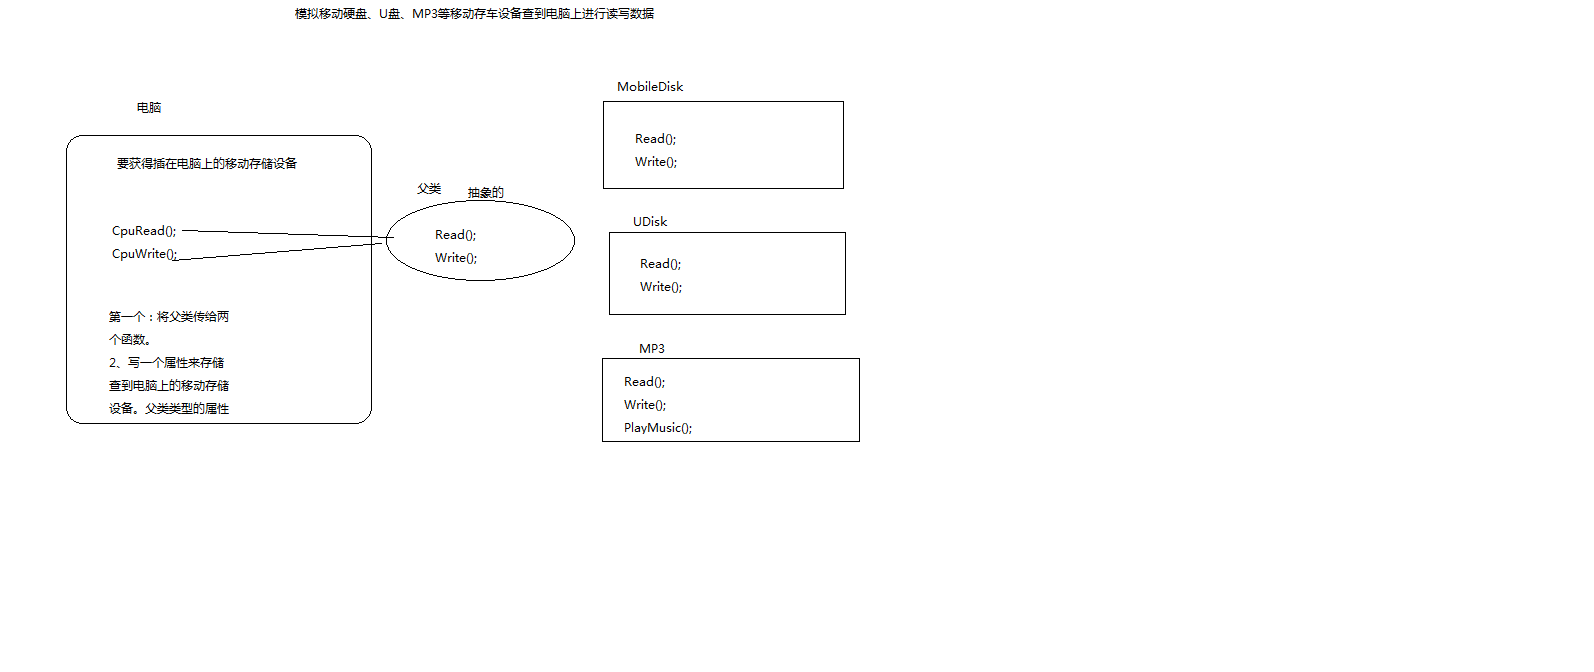 模拟移动硬盘、U盘、MP3等移动存车设备查到电脑上进行读写数据
电脑
要获得插在电脑上的移动存储设备
CpuRead();
CpuWrite();
第一个：将父类传给两
个函数。
2、写一个属性来存储
查到电脑上的移动存储
设备。父类类型的属性
父类
抽象的
Read();
Write();
MobileDisk
Read();
Write();
UDisk
Read();
Write();
MP3
Read();
Write();
PlayMusic();